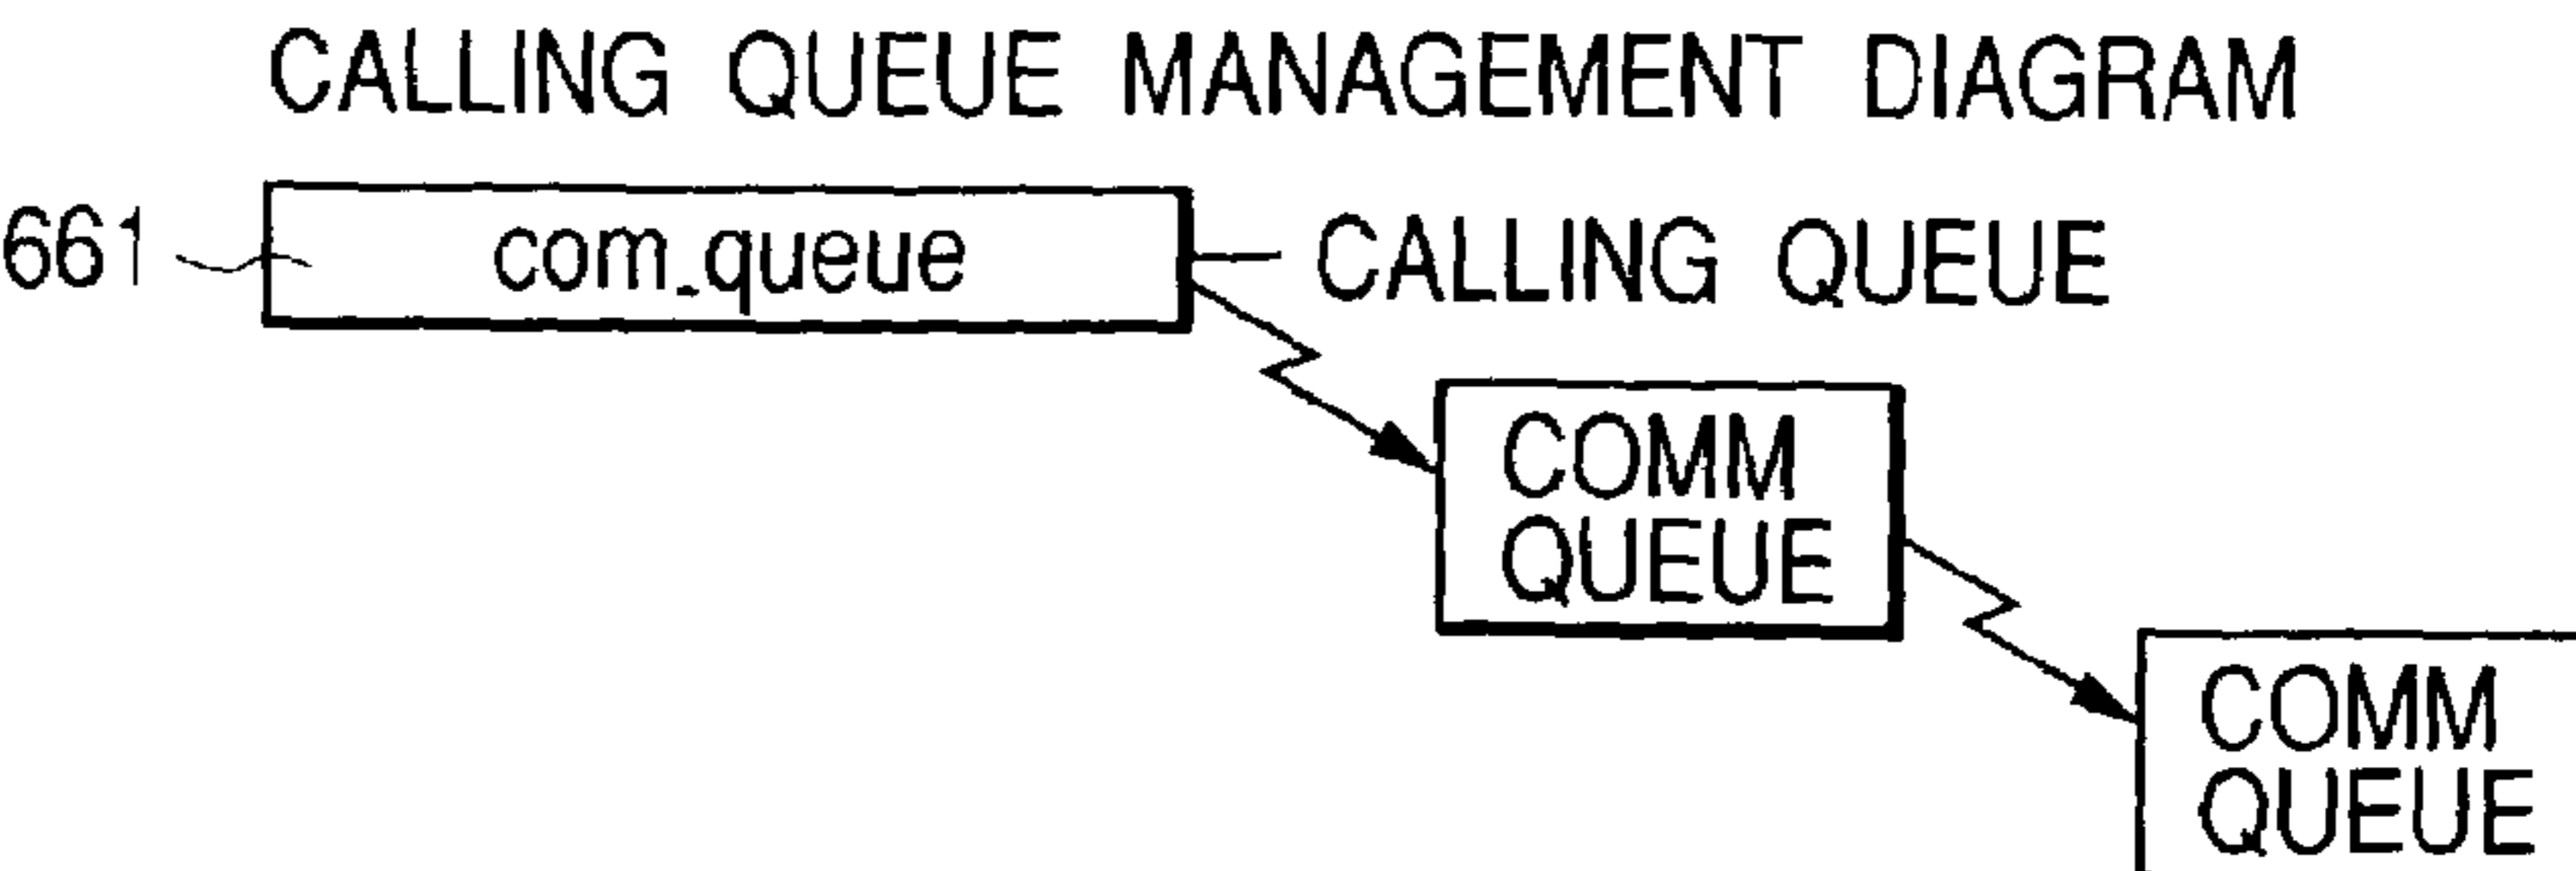 CALLING QUEUE MANAGEMENT DIAGRAM
661 com_queue CALLING QUEUE
COMM
QUEUE
COMM
QUEUE